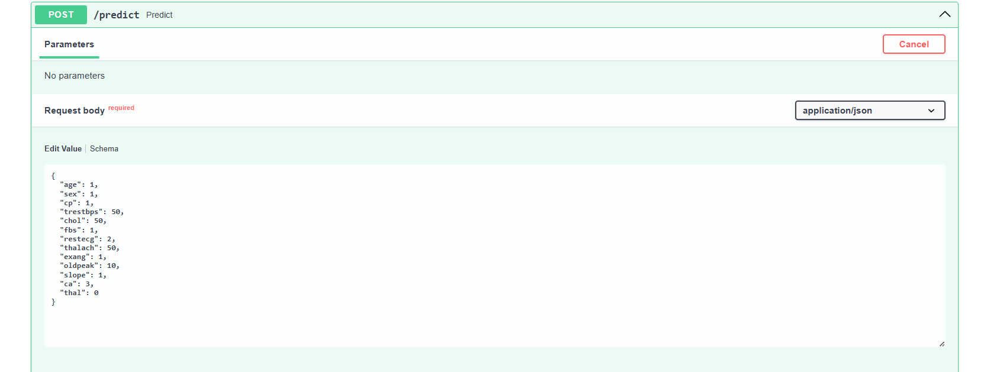 POST /predict Predict
Parameters
Cancel
No parameters
Request body required
application/json
Edit Value | Schema
{
  "age": 1,
  "sex": 1,
  "cp": 1,
  "trestbps": 50,
  "chol": 50,
  "fbs": 1,
  "restecg": 2,
  "thalach": 50,
  "exang": 1,
  "oldpeak": 10,
  "slope": 1,
  "ca": 3,
  "thal": 0
}